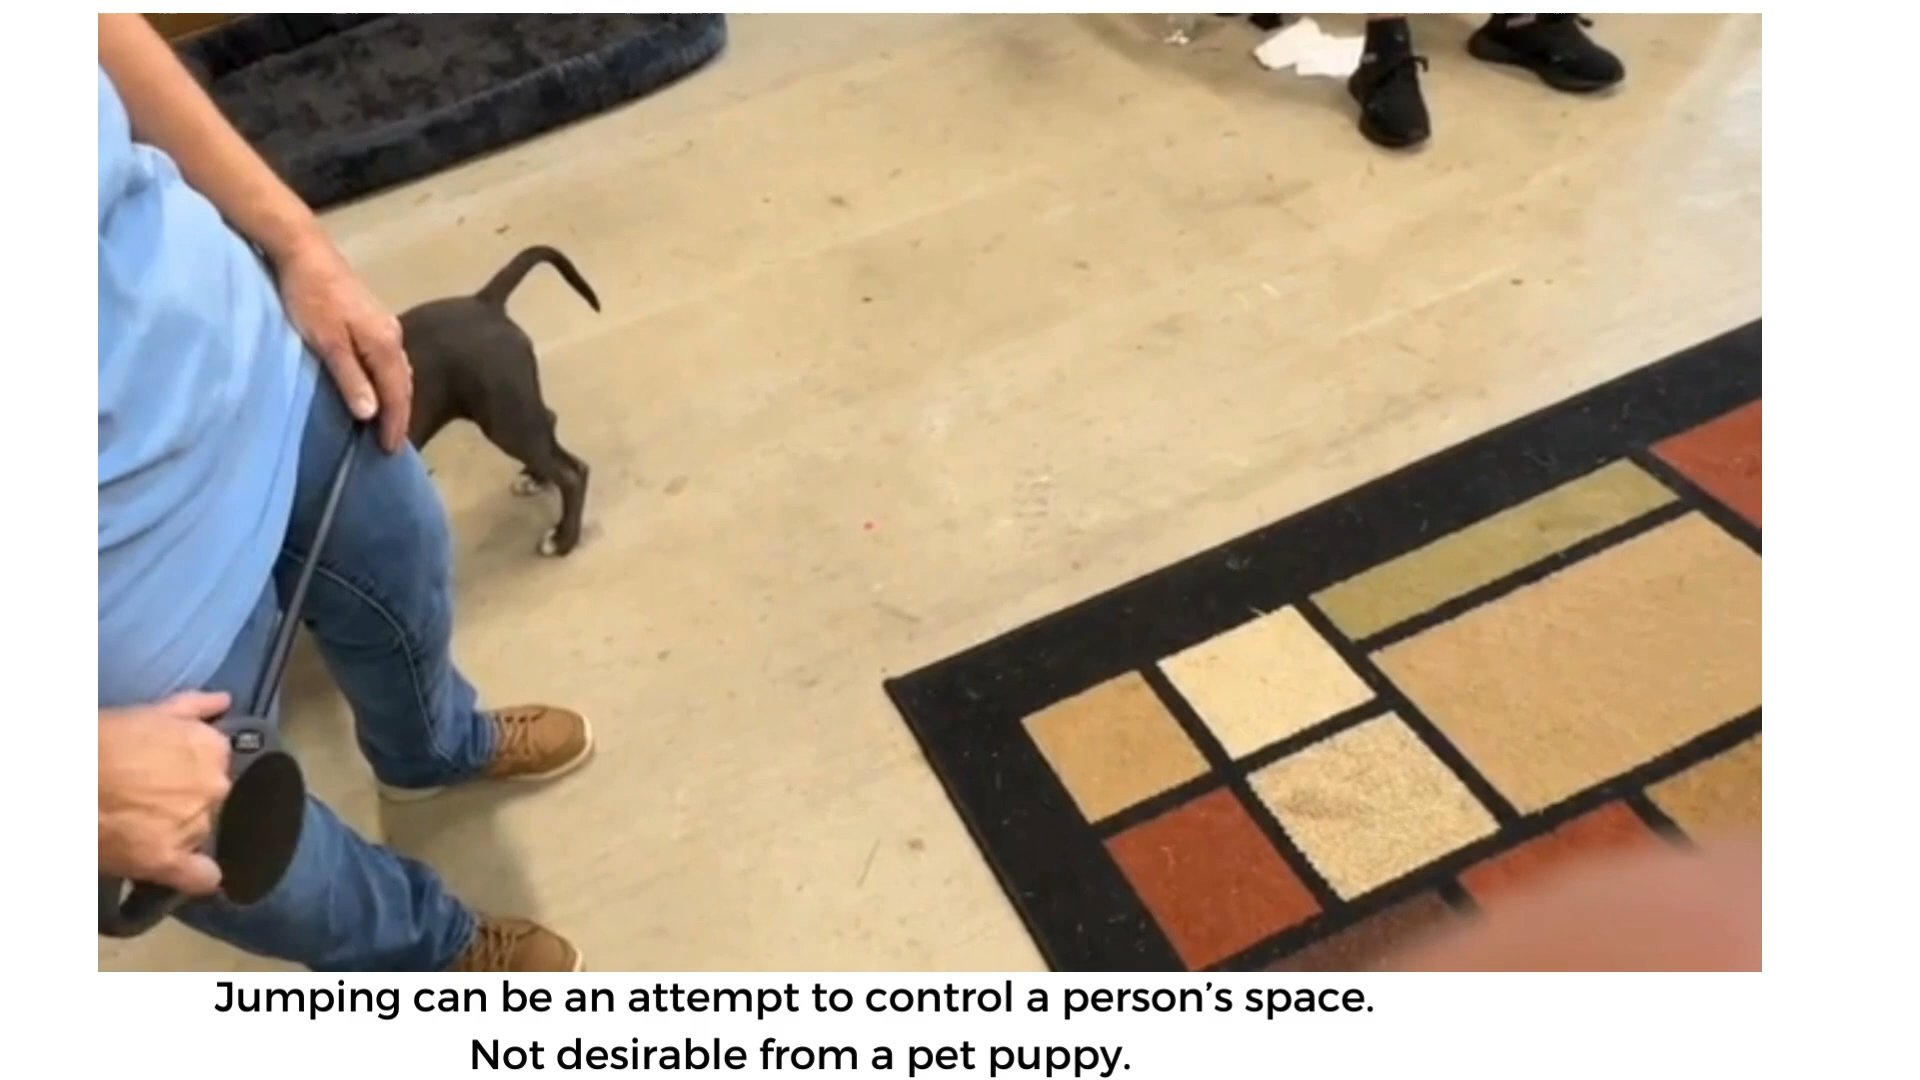 Jumping can be an attempt to control a person's space.
Not desirable from a pet puppy.